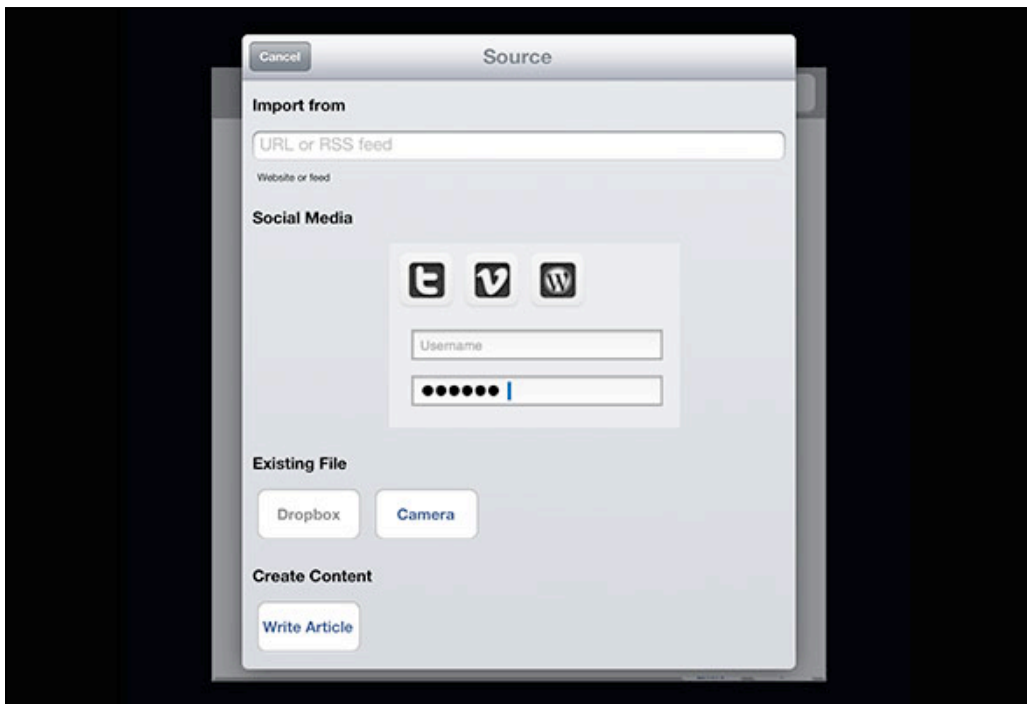 Cancel
Source
Import from
URL or RSS feed
Website or feed
Social Media
Username
Existing File
Dropbox
Camera
Create Content
Write Article